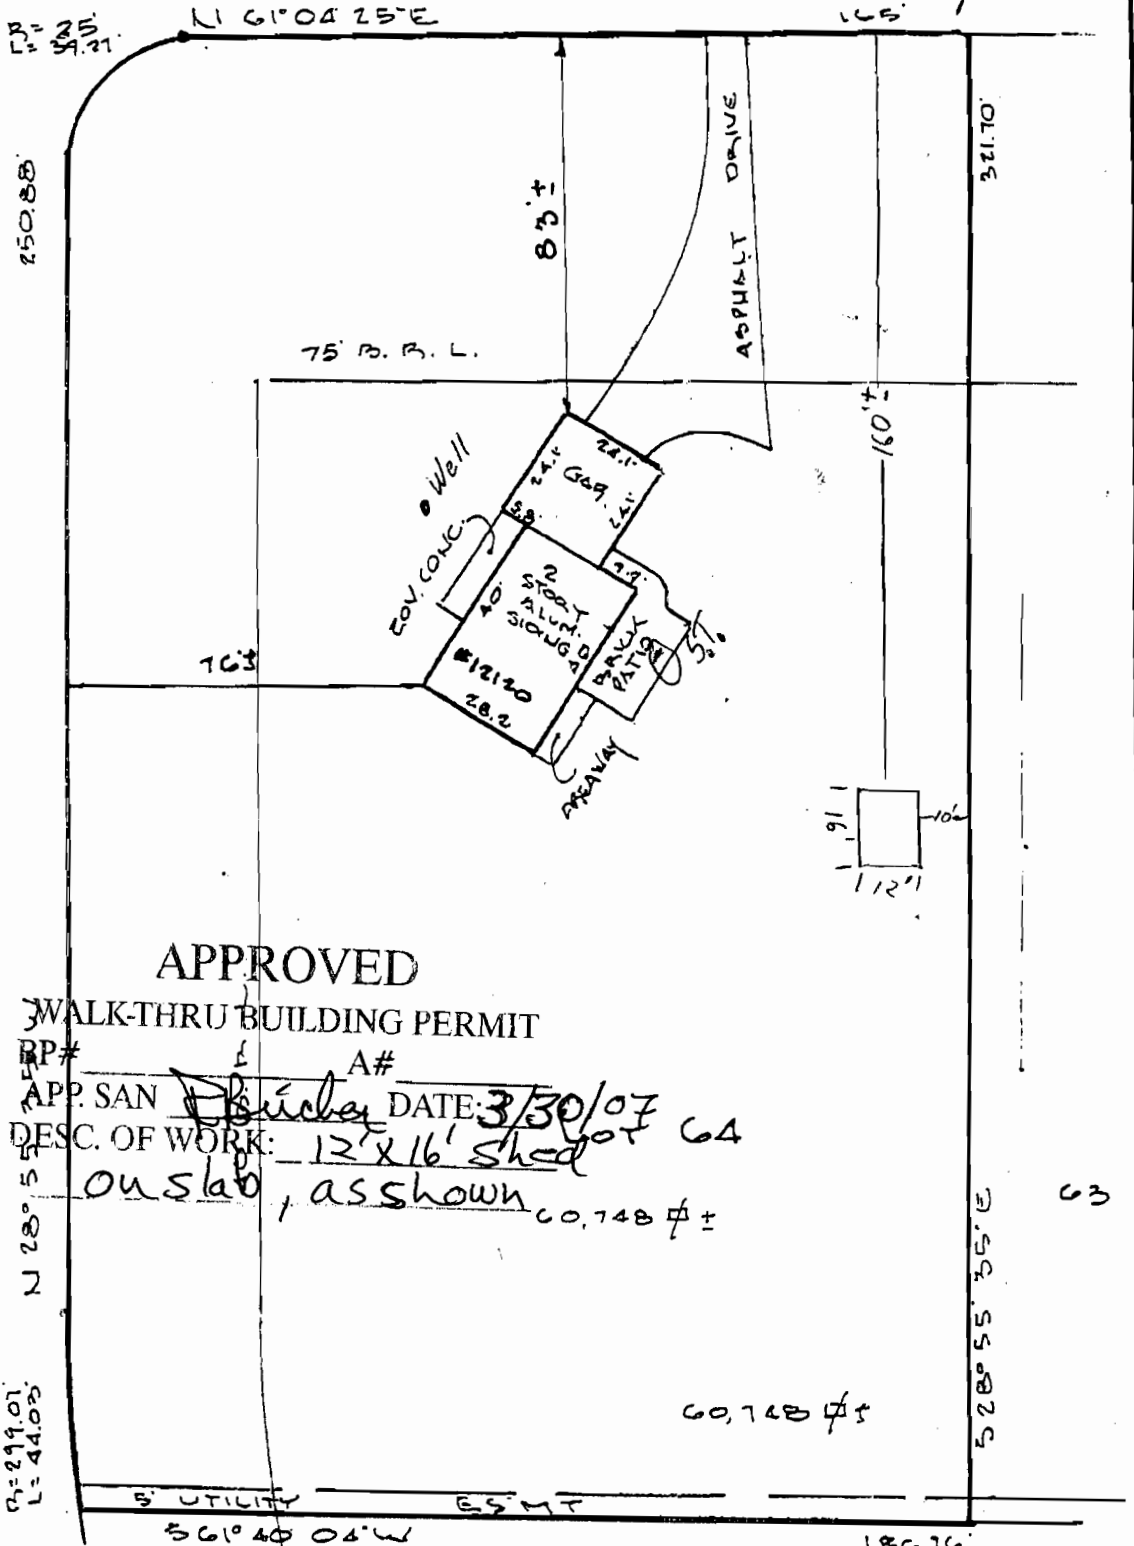 R= 25'
L= 39.27'
N 61° 04' 25" E
165'
250.88'
83'±
ASPHALT DRIVE
321.70'
75' B. R. L.
160'±
Well
24.1'
24.1'
GAR.
24.1'
5.8'
COV. CONC.
40'
2
STORY
ALUM.
SIDING
#12120
28.2
BRICK
PATIO
S.T.
76'±
AREAWAY
16'
10'
12'
APPROVED
WALK-THRU BUILDING PERMIT
BP# A#
APP. SAN DATE: 3/30/07
DESC. OF WORK: 12'X16' Shed
on slab, as shown
LOT 64
60,748 ±
63
N 28° 55'
S 28° 55' 35" E
60,748 ±
R= 299.07'
L= 44.03'
5' UTILITY ESMT
S 61° 40' 04" W
186.76'